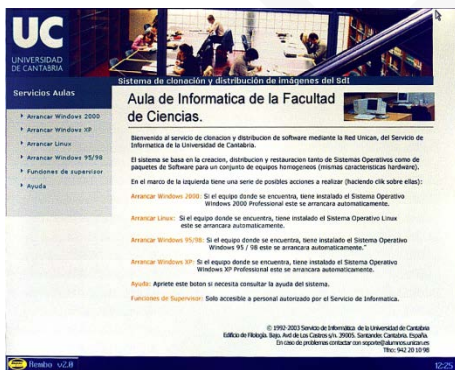 UC
UNIVERSIDAD
DE CANTABRIA
Sistema de clonación y distribución de imágenes del SdI
Servicios Aulas
Arrancar Windows 2000
Arrancar Windows XP
Arrancar Linux
Arrancar Windows 95/98
Funciones de supervisor
Ayuda
Aula de Informatica de la Facultad
de Ciencias.
Bienvenido al servicio de clonacion y distribucion de software mediante la Red Unican, del Servicio de
Informatica de la Universidad de Cantabria.
El sistema se basa en la creacion, distribucion y restauracion tanto de Sistemas Operativos como de
paquetes de Software para un conjunto de equipos homogeneos (mismas caracteristicas hardware).
En el marco de la izquierda tiene una serie de posibles acciones a realizar (haciendo clik sobre ellas):
Arrancar Windows 2000: Si el equipo donde se encuentra, tiene instalado el Sistema Operativo
Windows 2000 Professional este se arrancara automaticamente.
Arrancar Linux: Si el equipo donde se encuentra, tiene instalado el Sistema Operativo Linux
este se arrancara automaticamente.
Arrancar Windows 95/98: Si el equipo donde se encuentra, tiene instalado el Sistema Operativo
Windows 95 / 98 este se arrancara automaticamente."
Arrancar Windows XP: Si el equipo donde se encuentra, tiene instalado el Sistema Operativo
Windows XP Professional este se arrancara automaticamente.
Ayuda: Apriete este boton si necesita consultar la ayuda del sistema.
Funciones de Supervisor: Solo accesible a personal autorizado por el Servicio de Informatica.
© 1992-2003 Servicio de Informática de la Universidad de Cantabria
Edificio de Filología. Bajo. Avd de Los Castros s/n. 39005. Santander. Cantabria. España.
En caso de problemas contactar con soporte@alumnos.unican.es
Tfno: 942 20 10 98
Rembo v2.0
12:25